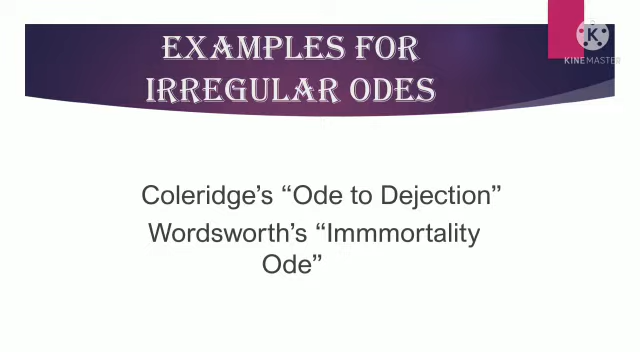 EXAMPLES FOR
IRREGULAR ODES
K
KINEMASTER
Coleridge’s “Ode to Dejection”
Wordsworth’s “Immmortality
Ode”